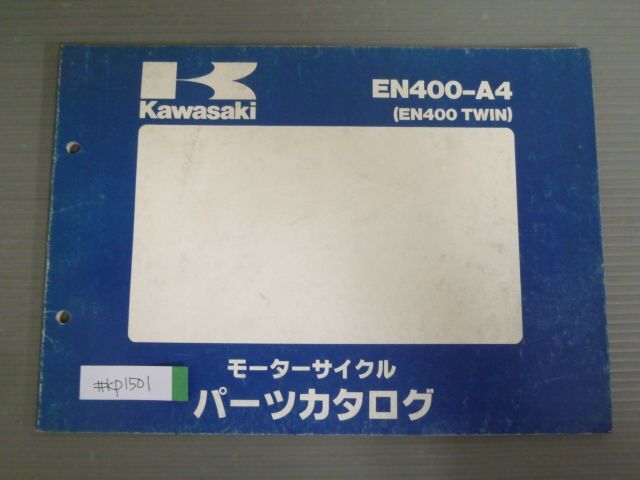 Kawasaki
EN400-A4
(EN400 TWIN)
モーターサイクル
パーツカタログ
#kp1501